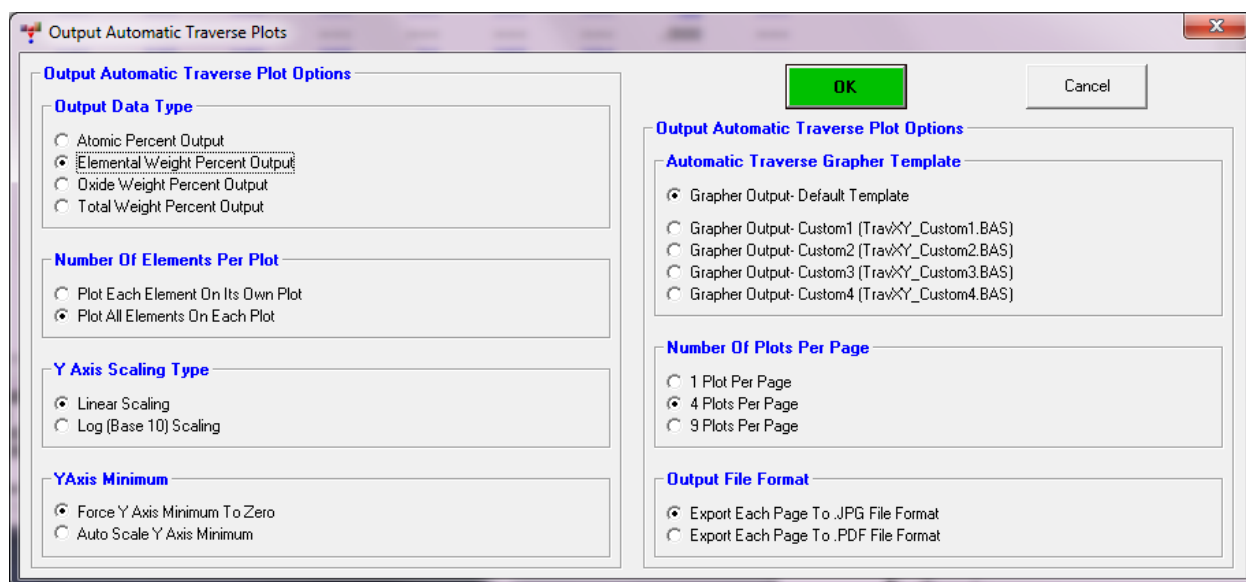 Output Automatic Traverse Plots
Output Automatic Traverse Plot Options
Output Data Type
Atomic Percent Output
Elemental Weight Percent Output
Oxide Weight Percent Output
Total Weight Percent Output
Number Of Elements Per Plot
Plot Each Element On Its Own Plot
Plot All Elements On Each Plot
Y Axis Scaling Type
Linear Scaling
Log (Base 10) Scaling
YAxis Minimum
Force Y Axis Minimum To Zero
Auto Scale Y Axis Minimum
OK
Cancel
Output Automatic Traverse Plot Options
Automatic Traverse Grapher Template
Grapher Output- Default Template
Grapher Output- Custom1 (TravXY_Custom1.BAS)
Grapher Output- Custom2 (TravXY_Custom2.BAS)
Grapher Output- Custom3 (TravXY_Custom3.BAS)
Grapher Output- Custom4 (TravXY_Custom4.BAS)
Number Of Plots Per Page
1 Plot Per Page
4 Plots Per Page
9 Plots Per Page
Output File Format
Export Each Page To .JPG File Format
Export Each Page To .PDF File Format